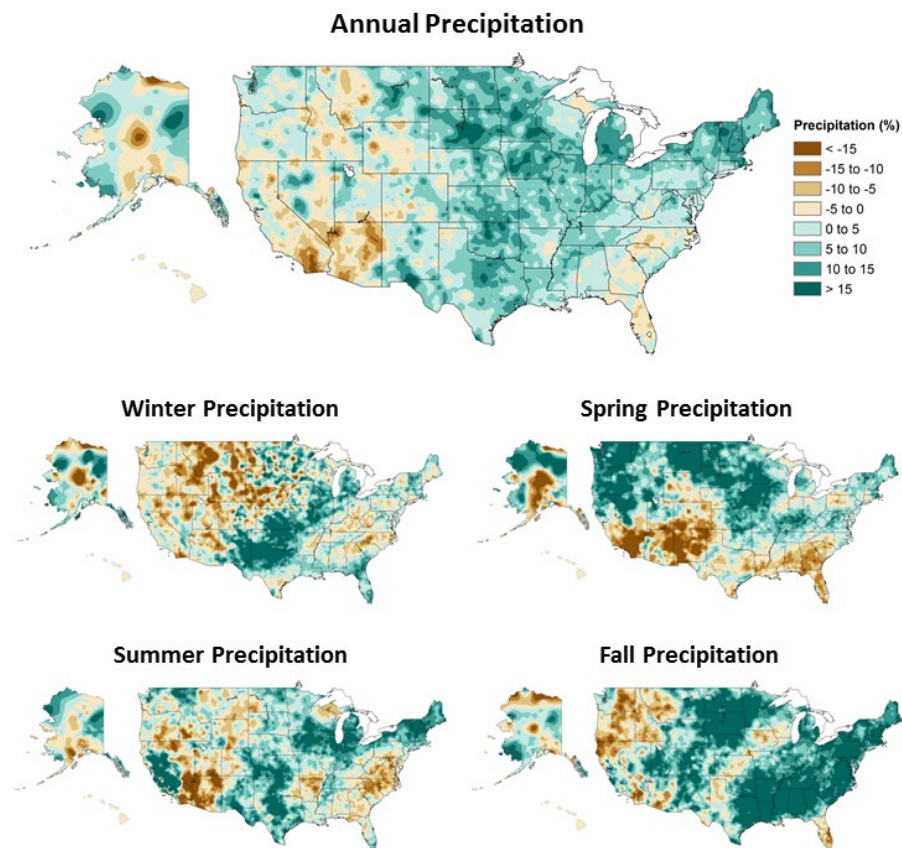 Annual Precipitation
Precipitation (%)
< -15
-15 to -10
-10 to -5
-5 to 0
0 to 5
5 to 10
10 to 15
> 15
Winter Precipitation
Spring Precipitation
Summer Precipitation
Fall Precipitation